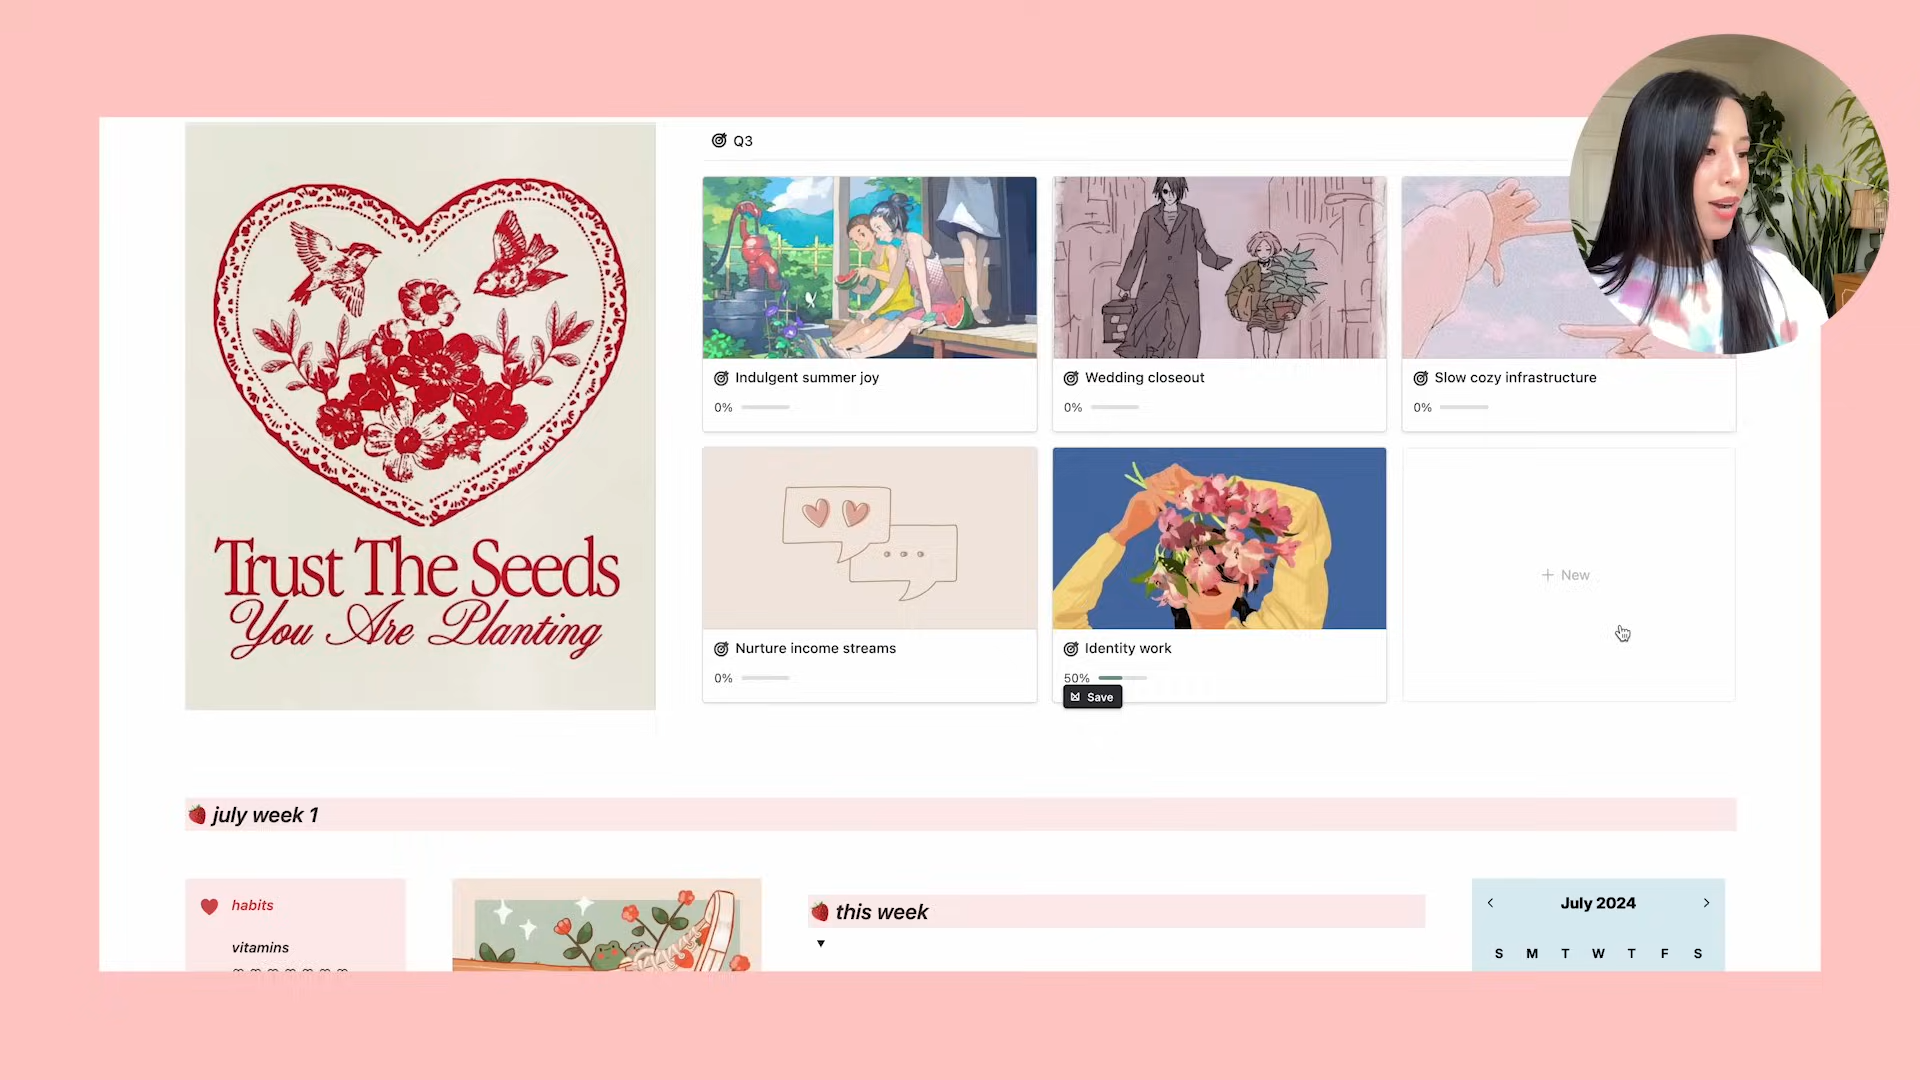 Trust The Seeds
You Are Planting
Q3
Indulgent summer joy
0%
Wedding closeout
0%
Slow cozy infrastructure
0%
Nurture income streams
0%
Identity work
50%
Save
+ New
july week 1
habits
vitamins
this week
July 2024
S M T W T F S